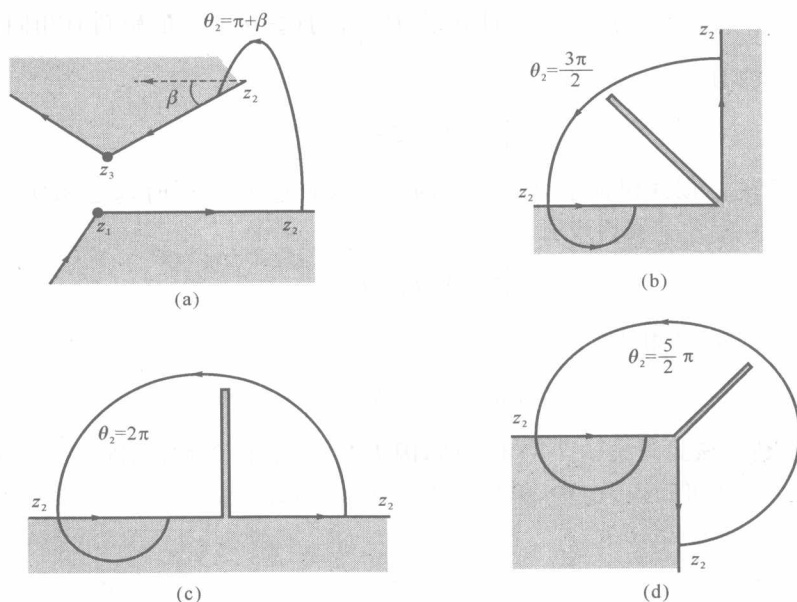 θ₂=π+β
β
z₂
z₃
z₁
z₂
(a)
z₂
θ₂=3π/2
z₂
(b)
θ₂=2π
z₂
z₂
(c)
θ₂=5/2 π
z₂
z₂
(d)